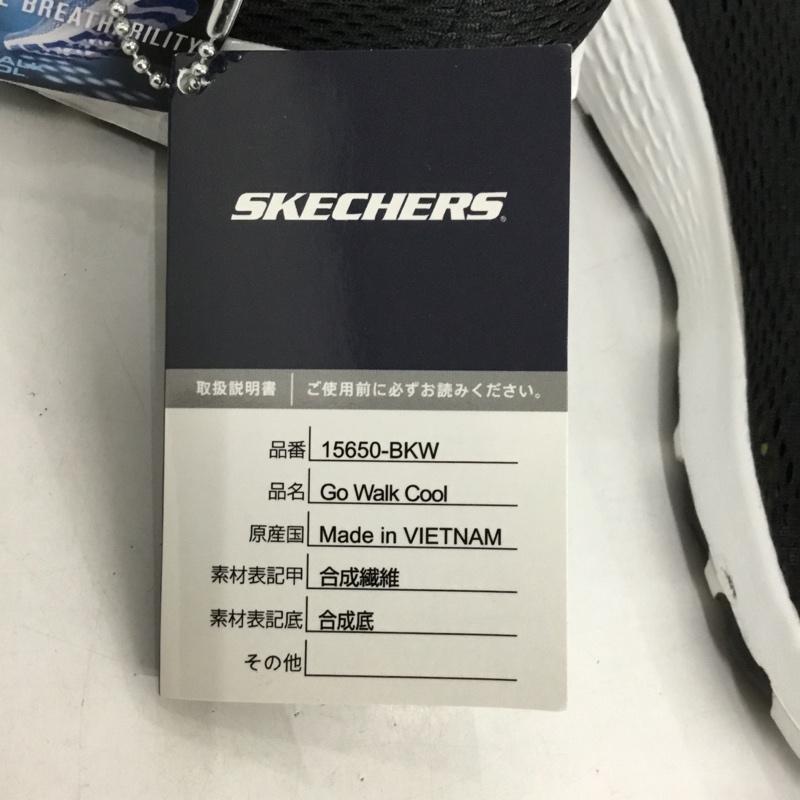 BREATHABILITY
SKECHERS®
取扱説明書 ご使用前に必ずお読みください。
品番 15650-BKW
品名 Go Walk Cool
原産国 Made in VIETNAM
素材表記甲 合成繊維
素材表記底 合成底
その他